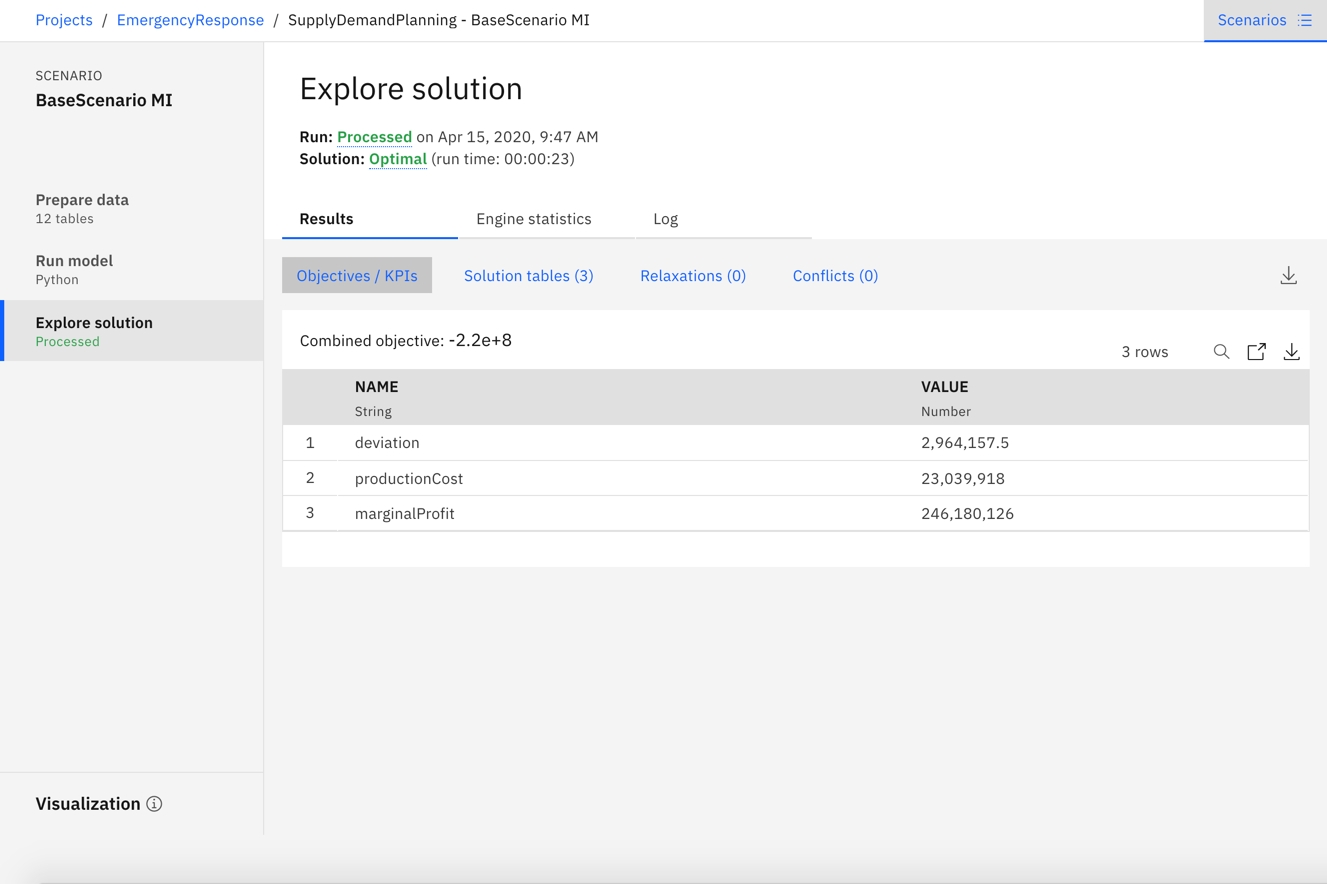 Projects / EmergencyResponse / SupplyDemandPlanning - BaseScenario MI
Scenarios
SCENARIO
BaseScenario MI
Prepare data
12 tables
Run model
Python
Explore solution
Processed
Visualization
Explore solution
Run: Processed on Apr 15, 2020, 9:47 AM
Solution: Optimal (run time: 00:00:23)
Results Engine statistics Log
Objectives / KPIs Solution tables (3) Relaxations (0) Conflicts (0)
Combined objective: -2.2e+8
3 rows
NAME VALUE
String Number
1 deviation 2,964,157.5
2 productionCost 23,039,918
3 marginalProfit 246,180,126